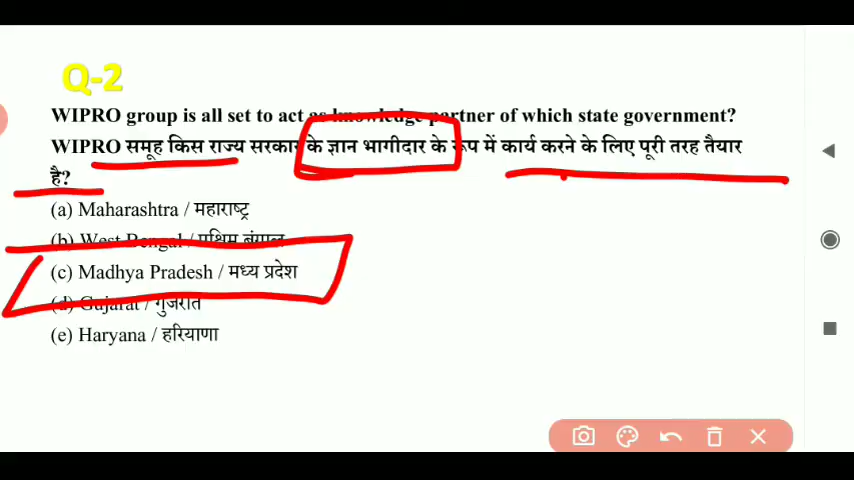 Q-2
WIPRO group is all set to act as knowledge partner of which state government?
WIPRO समूह किस राज्य सरकार के ज्ञान भागीदार के रूप में कार्य करने के लिए पूरी तरह तैयार
है?
(a) Maharashtra / महाराष्ट्र
(b) West Bengal / पश्चिम बंगाल
(c) Madhya Pradesh / मध्य प्रदेश
(d) Gujarat / गुजरात
(e) Haryana / हरियाणा